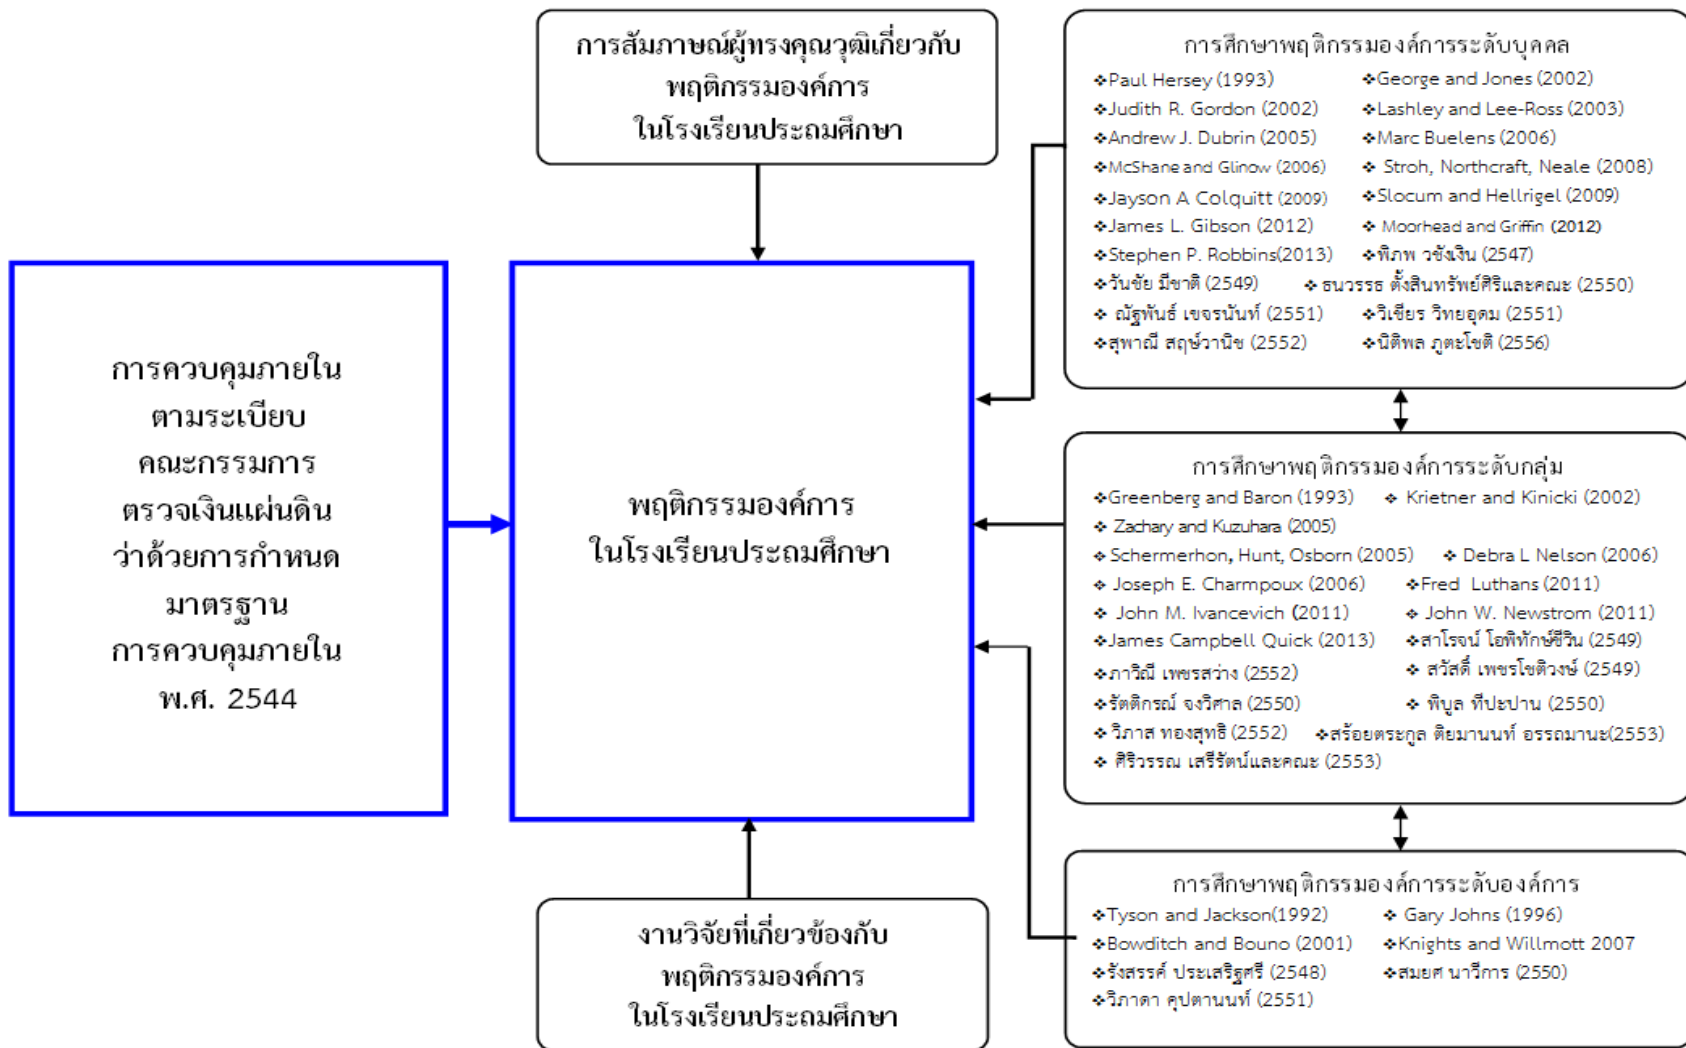 การสัมภาษณ์ผู้ทรงคุณวุฒิเกี่ยวกับ
พฤติกรรมองค์การ
ในโรงเรียนประถมศึกษา
การควบคุมภายใน
ตามระเบียบ
คณะกรรมการ
ตรวจเงินแผ่นดิน
ว่าด้วยการกำหนด
มาตรฐาน
การควบคุมภายใน
พ.ศ. 2544
พฤติกรรมองค์การ
ในโรงเรียนประถมศึกษา
งานวิจัยที่เกี่ยวข้องกับ
พฤติกรรมองค์การ
ในโรงเรียนประถมศึกษา
การศึกษาพฤติกรรมองค์การระดับบุคคล
❖Paul Hersey (1993) ❖George and Jones (2002)
❖Judith R. Gordon (2002) ❖Lashley and Lee-Ross (2003)
❖Andrew J. Dubrin (2005) ❖Marc Buelens (2006)
❖McShane and Glinow (2006) ❖ Stroh, Northcraft, Neale (2008)
❖Jayson A Colquitt (2009) ❖Slocum and Hellrigel (2009)
❖James L. Gibson (2012) ❖ Moorhead and Griffin (2012)
❖Stephen P. Robbins(2013) ❖พิภพ วชังเงิน (2547)
❖วันชัย มีชาติ (2549) ❖ ธนวรรธ ตั้งสินทรัพย์ศิริและคณะ (2550)
❖ ณัฐพันธ์ เขจรนันท์ (2551) ❖วิเชียร วิทยอุดม (2551)
❖สุพาณี สฤษ์วานิช (2552) ❖นิติพล ภูตะโชติ (2556)
การศึกษาพฤติกรรมองค์การระดับกลุ่ม
❖Greenberg and Baron (1993) ❖ Krietner and Kinicki (2002)
❖ Zachary and Kuzuhara (2005)
❖ Schermerhon, Hunt, Osborn (2005) ❖ Debra L Nelson (2006)
❖ Joseph E. Charmpoux (2006) ❖Fred Luthans (2011)
❖ John M. Ivancevich (2011) ❖ John W. Newstrom (2011)
❖James Campbell Quick (2013) ❖สาโรจน์ โอพิทักษ์ชีวิน (2549)
❖ภาวิณี เพชรสว่าง (2552) ❖ สวัสดิ์ เพชรโชติวงษ์ (2549)
❖รัตติกรณ์ จงวิศาล (2550) ❖ พิบูล ทีปะปาน (2550)
❖ วิภาส ทองสุทธิ (2552) ❖สร้อยตระกูล ติยมานนท์ อรรถมานะ(2553)
❖ ศิริวรรณ เสรีรัตน์และคณะ (2553)
การศึกษาพฤติกรรมองค์การระดับองค์การ
❖Tyson and Jackson(1992) ❖ Gary Johns (1996)
❖Bowditch and Bouno (2001) ❖Knights and Willmott 2007
❖รังสรรค์ ประเสริฐศรี (2548) ❖สมยศ นาวีการ (2550)
❖วิภาดา คุปตานนท์ (2551)